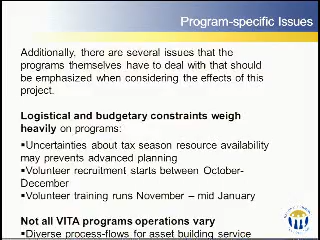 Program-specific Issues
Additionally, there are several issues that the
programs themselves have to deal with that should
be emphasized when considering the effects of this
project.
Logistical and budgetary constraints weigh
heavily on programs:
▪Uncertainties about tax season resource availability
may prevents advanced planning
▪Volunteer recruitment starts between October-
December
▪Volunteer training runs November – mid January
Not all VITA programs operations vary
▪Diverse process-flows for asset building service